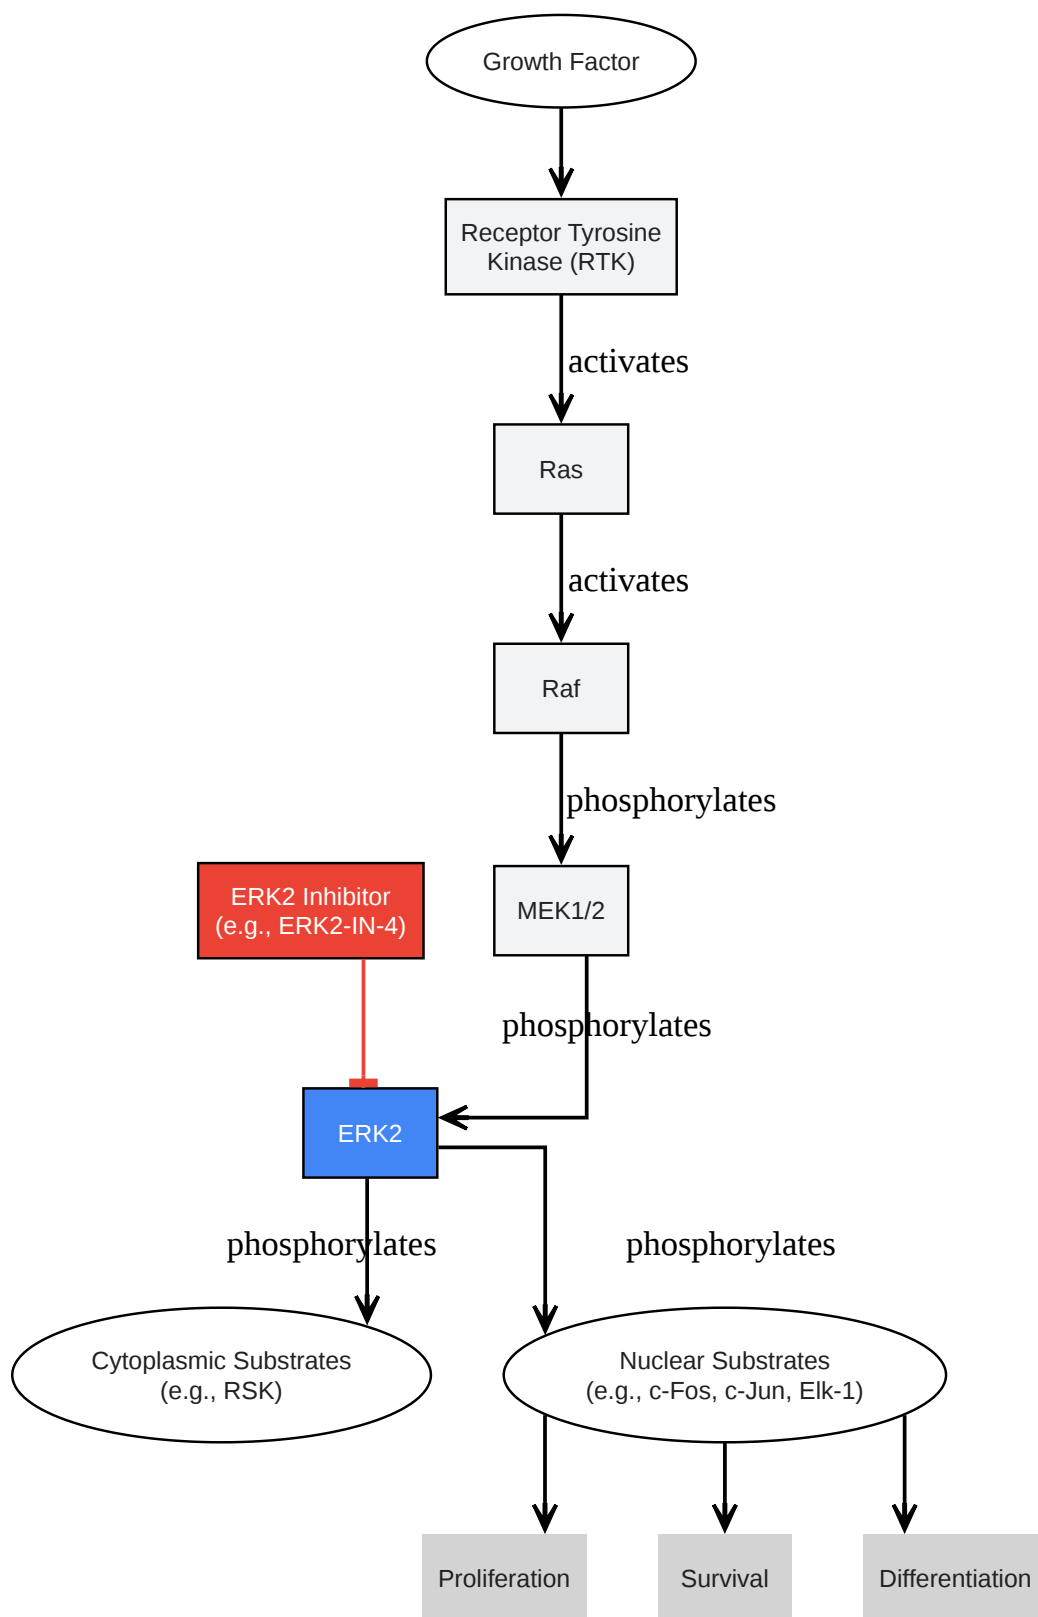 Growth Factor
Receptor Tyrosine
Kinase (RTK)
activates
Ras
activates
Raf
phosphorylates
ERK2 Inhibitor
(e.g., ERK2-IN-4)
MEK1/2
phosphorylates
ERK2
phosphorylates
phosphorylates
Cytoplasmic Substrates
(e.g., RSK)
Nuclear Substrates
(e.g., c-Fos, c-Jun, Elk-1)
Proliferation
Survival
Differentiation